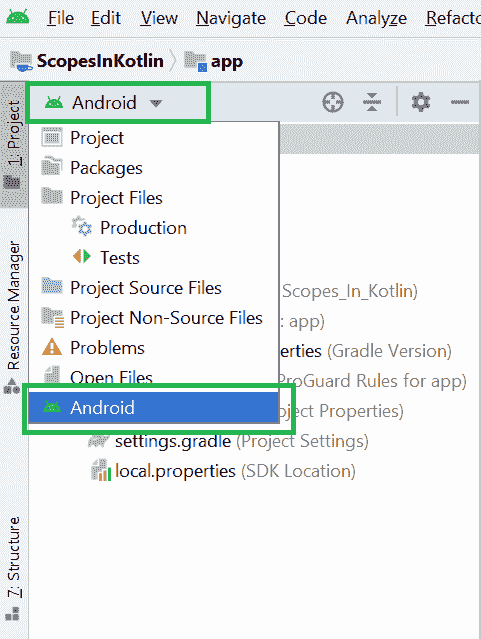 File Edit View Navigate Code Analyze Refacto
ScopesInKotlin app
1: Project
Android
Project
Packages
Project Files
Production
Tests
Project Source Files
Scopes_In_Kotlin)
Project Non-Source Files
: app)
Problems
erties (Gradle Version)
Open Files
ProGuard Rules for app)
Android
ject Properties)
settings.gradle (Project Settings)
local.properties (SDK Location)
Resource Manager
7: Structure